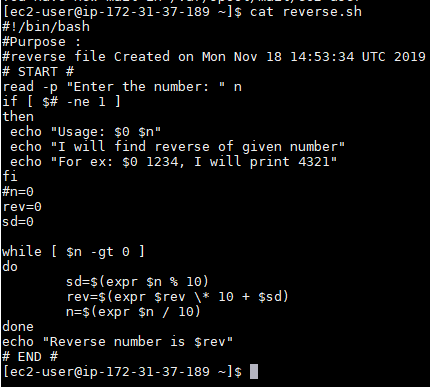 [ec2-user@ip-172-31-37-189 ~]$ cat reverse.sh
#!/bin/bash
#Purpose :
#reverse file Created on Mon Nov 18 14:53:34 UTC 2019
# START #
read -p "Enter the number: " n
if [ $# -ne 1 ]
then
 echo "Usage: $0 $n"
 echo "I will find reverse of given number"
 echo "For ex: $0 1234, I will print 4321"
fi
#n=0
rev=0
sd=0

while [ $n -gt 0 ]
do
        sd=$(expr $n % 10)
        rev=$(expr $rev \* 10 + $sd)
        n=$(expr $n / 10)
done
echo "Reverse number is $rev"
# END #
[ec2-user@ip-172-31-37-189 ~]$